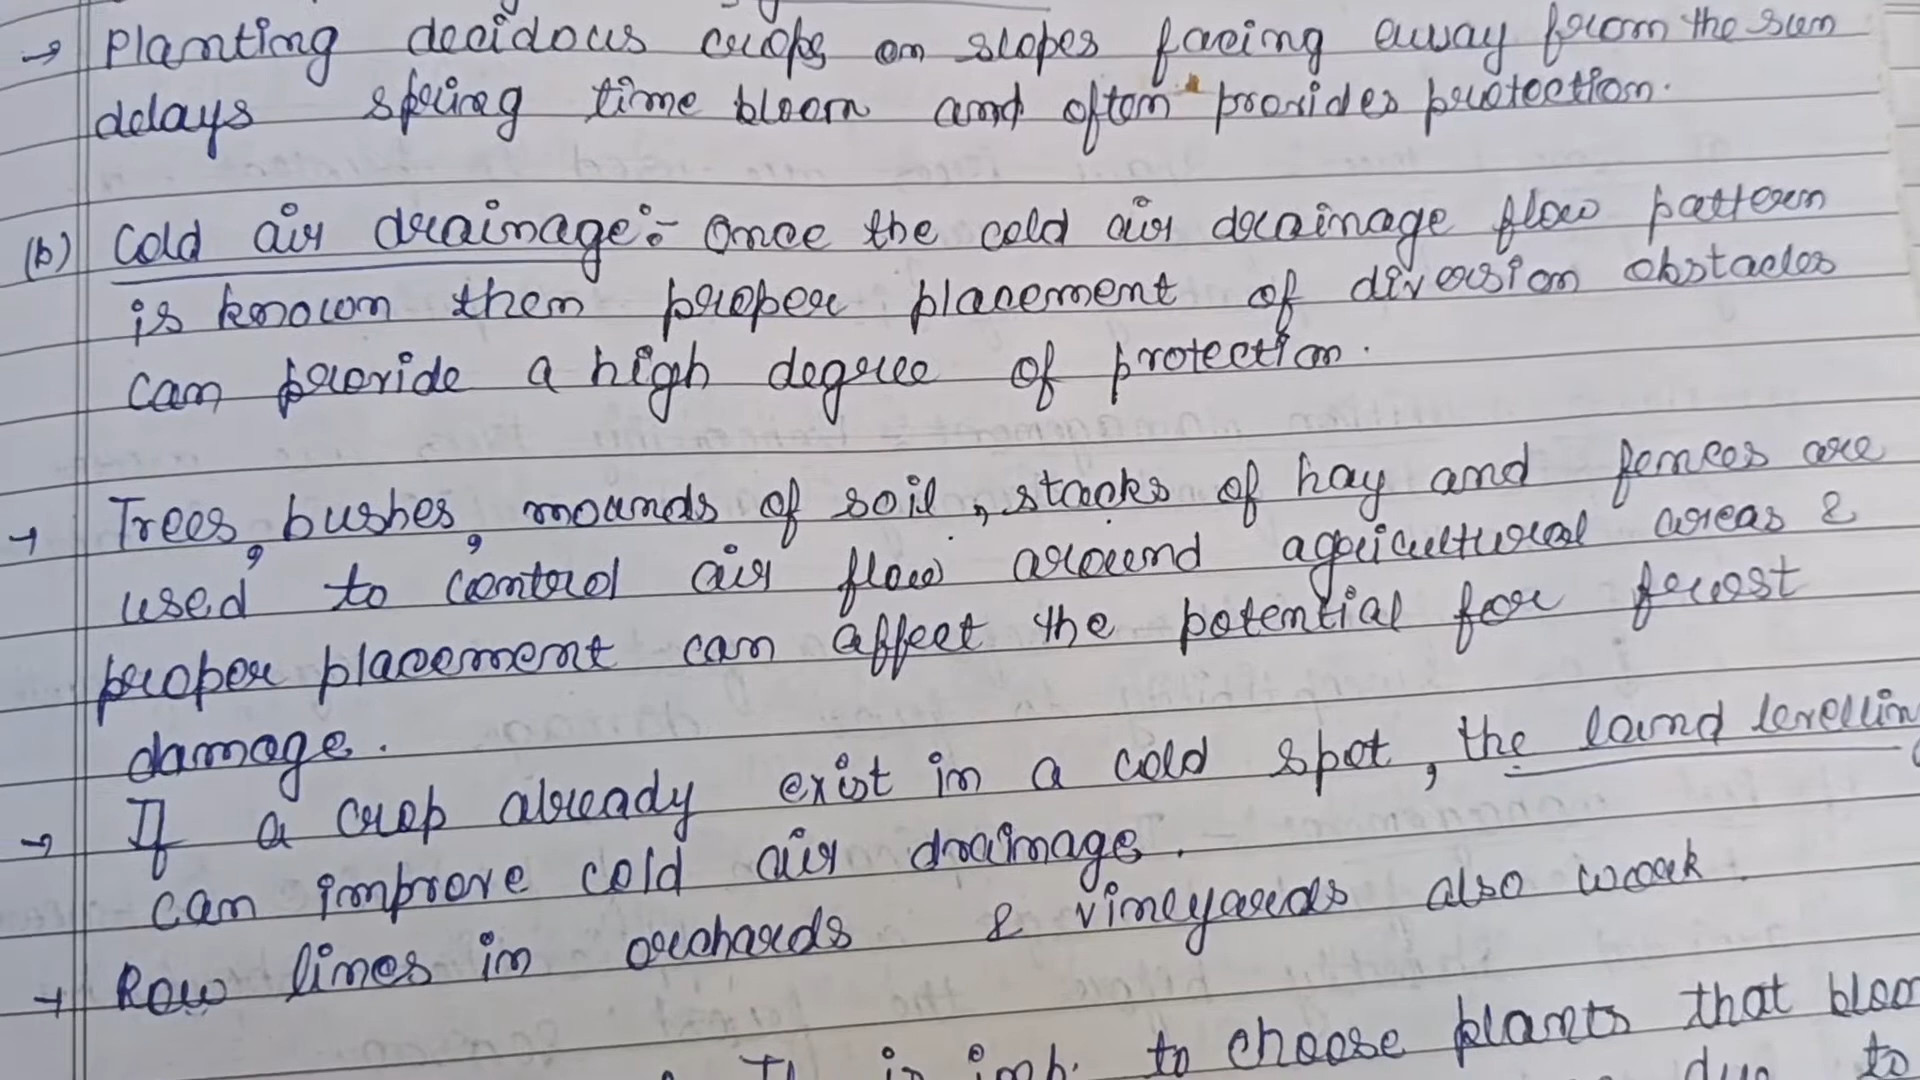 → Planting decidous crops on slopes facing away from the sun
delays spring time bloom and often provides protection.
(b) Cold air drainage:- Once the cold air drainage flow pattern
is known then proper placement of diversion obstacles
can provide a high degree of protection.
→ Trees, bushes, mounds of soil, stacks of hay and fences are
used to control air flow around agricultural areas &
proper placement can affect the potential for frost
damage.
→ If a crop already exist in a cold spot, the land levelling
can improve cold air drainage.
→ Row lines in orchards & vineyards also work
to choose plants that
to